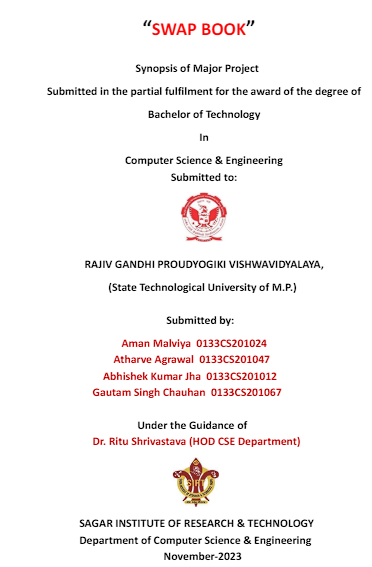 “SWAP BOOK”
Synopsis of Major Project
Submitted in the partial fulfilment for the award of the degree of
Bachelor of Technology
In
Computer Science & Engineering
Submitted to:
RAJIV GANDHI PROUDYOGIKI VISHWAVIDYALAYA,
(State Technological University of M.P.)
Submitted by:
Aman Malviya 0133CS201024
Atharve Agrawal 0133CS201047
Abhishek Kumar Jha 0133CS201012
Gautam Singh Chauhan 0133CS201067
Under the Guidance of
Dr. Ritu Shrivastava (HOD CSE Department)
SAGAR INSTITUTE OF RESEARCH & TECHNOLOGY
Department of Computer Science & Engineering
November-2023